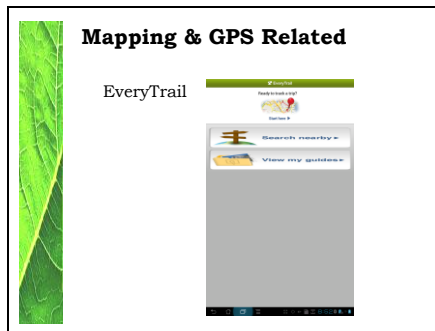 Mapping & GPS Related
EveryTrail
EveryTrail
Ready to track a trip?
Start here
Search nearby
View my guides